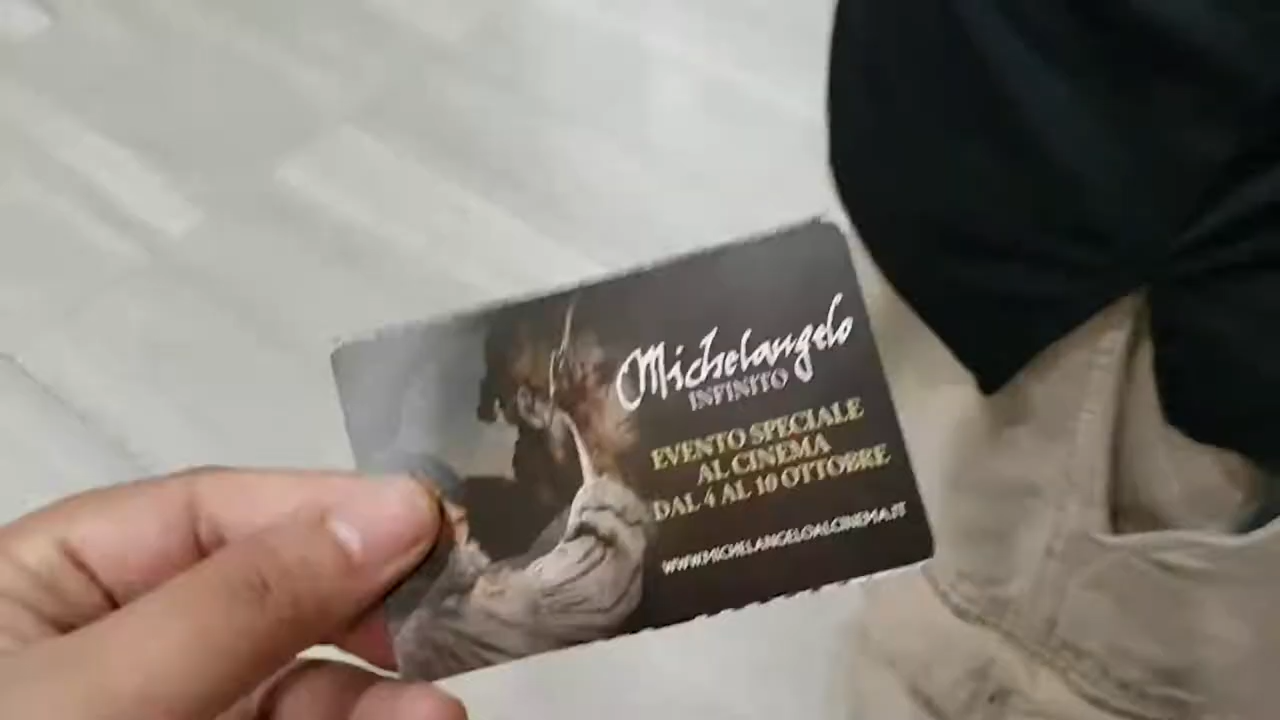 Michelangelo
INFINITO
EVENTO SPECIALE
AL CINEMA
DAL 4 AL 10 OTTOBRE
WWW.MICHELANGELOALCINEMA.IT